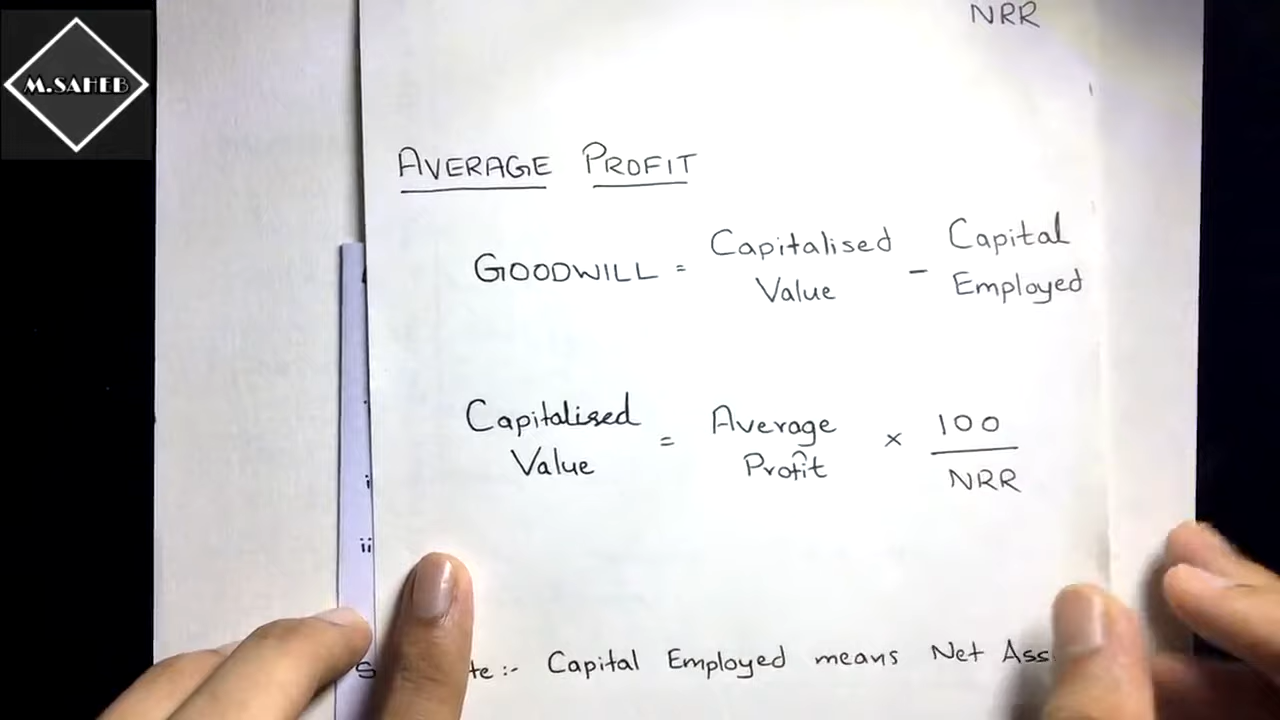 M.SAHEB
NRR
AVERAGE PROFIT
GOODWILL = Capitalised Value - Capital Employed
Capitalised Value = Average Profit × 100 / NRR
i
ii
Capital Employed means Net